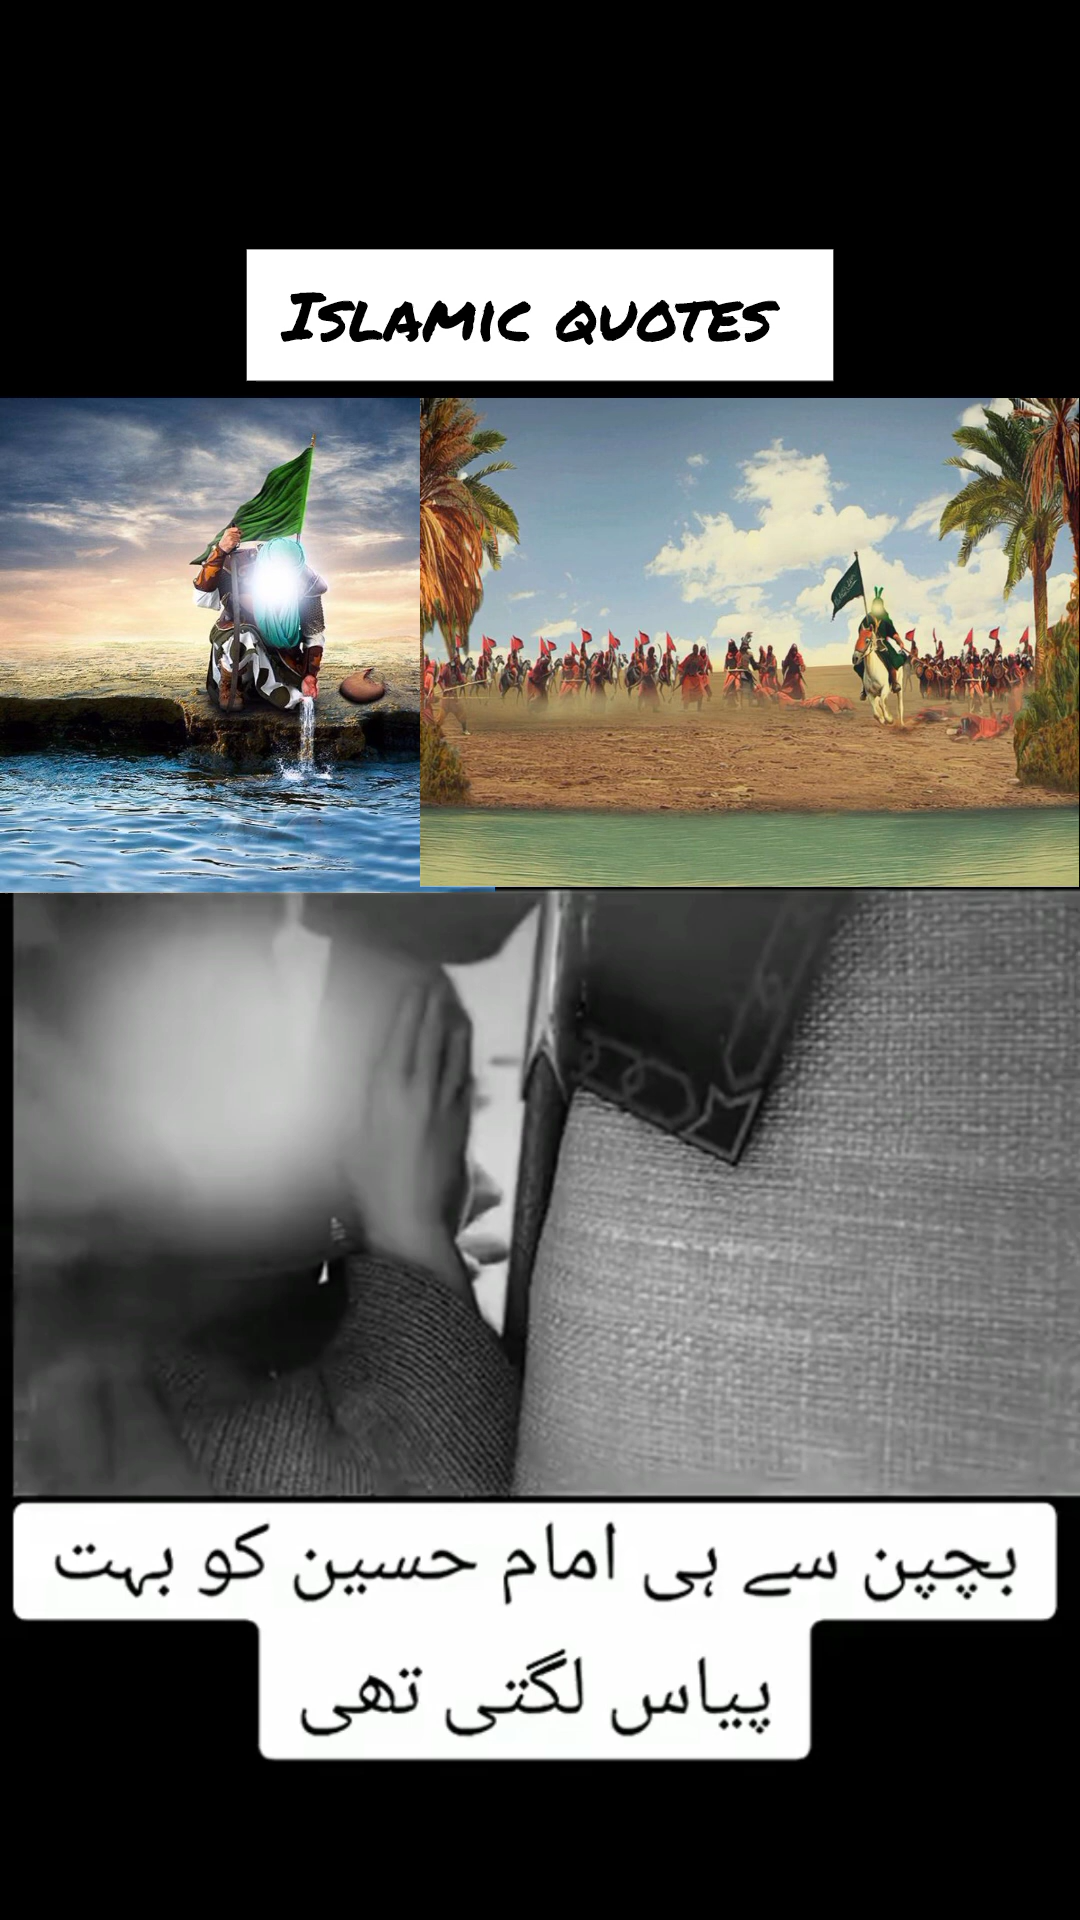 ISLAMIC QUOTES
بچپن سے ہی امام حسین کو بہت
پیاس لگتی تھی